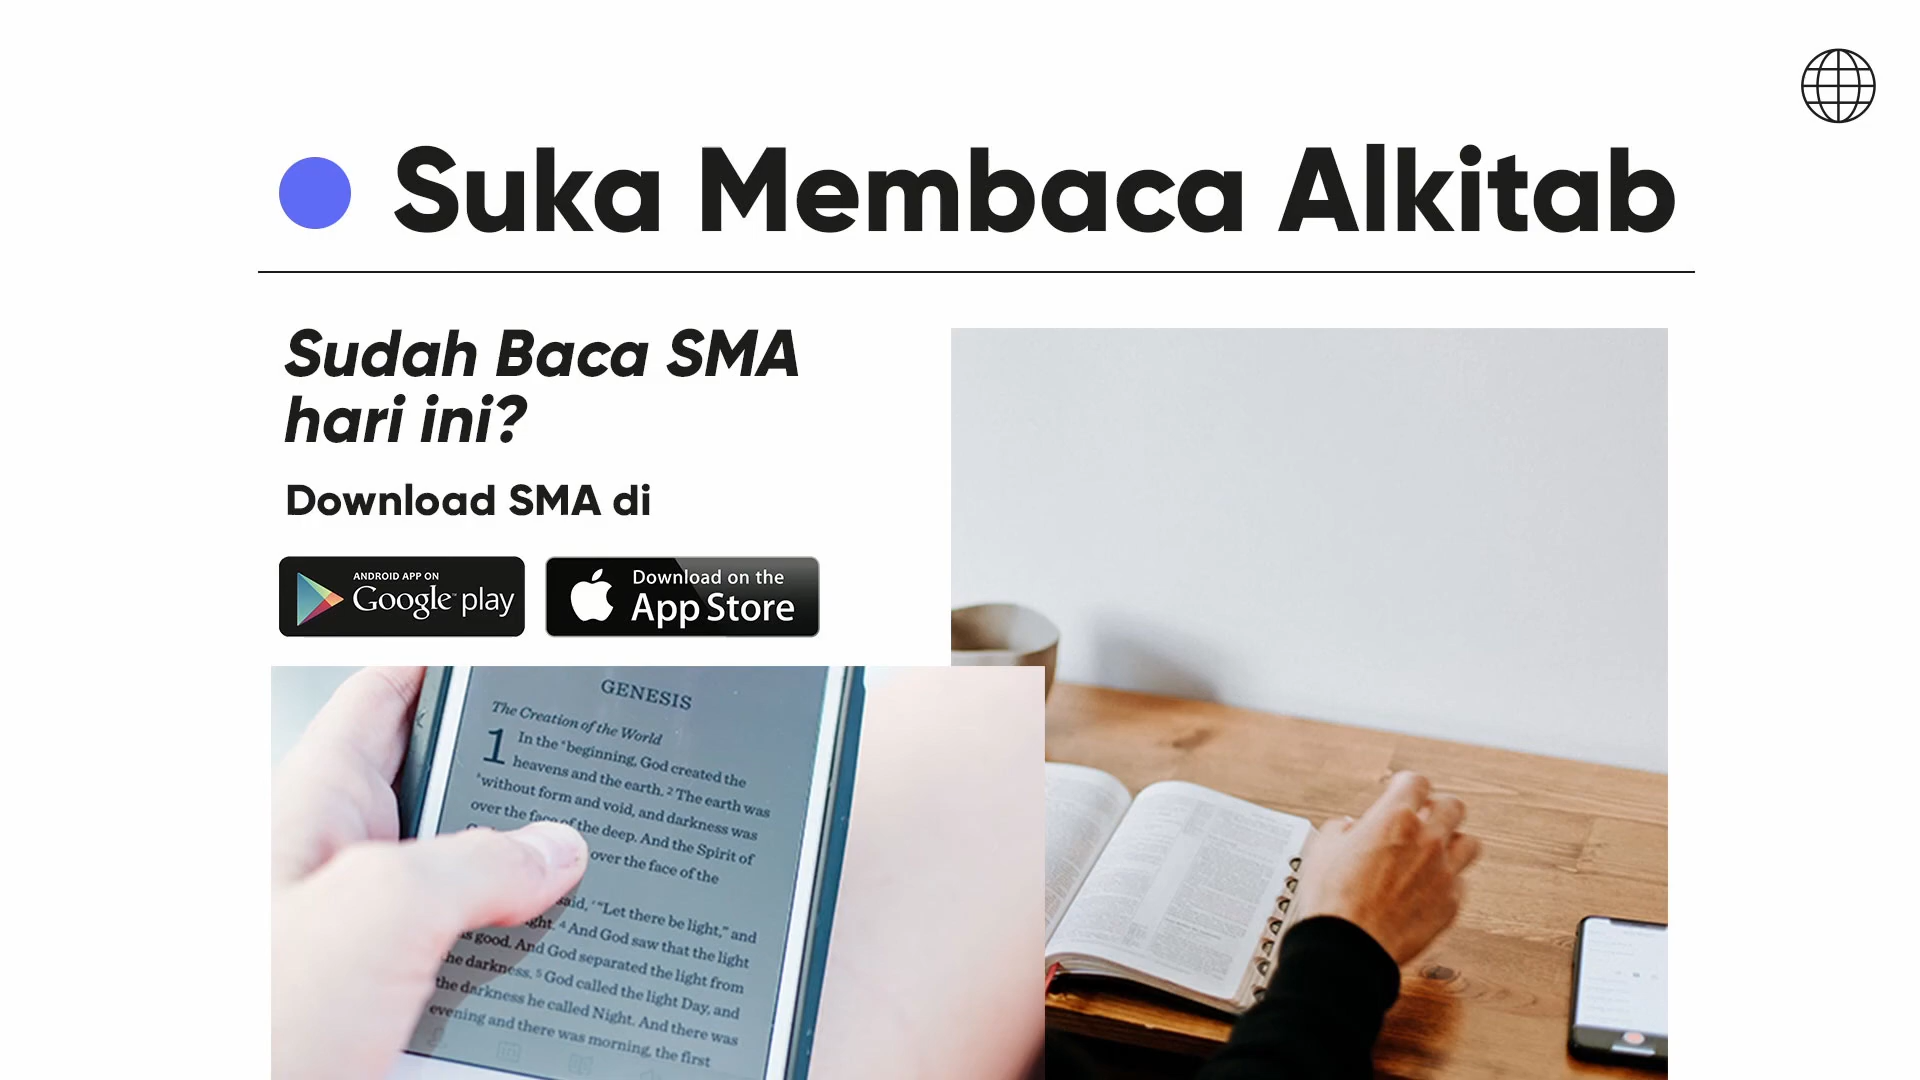 Suka Membaca Alkitab
Sudah Baca SMA
hari ini?
Download SMA di
ANDROID APP ON
Google play
Download on the
App Store
GENESIS
The Creation of the World
1 In the beginning, God created the
heavens and the earth. 2 The earth was
without form and void, and darkness was
over the face of the deep. And the Spirit of
over the face of the
said, "Let there be light," and
4 And God saw that the light
good. And God separated the light from
the darkness. 5 God called the light Day, and
the darkness he called Night. And there was
evening and there was morning, the first